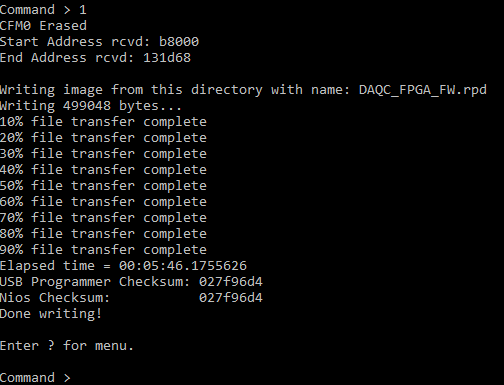 Command > 1
CFM0 Erased
Start Address rcvd: b8000
End Address rcvd: 131d68
Writing image from this directory with name: DAQC_FPGA_FW.rpd
Writing 499048 bytes...
10% file transfer complete
20% file transfer complete
30% file transfer complete
40% file transfer complete
50% file transfer complete
60% file transfer complete
70% file transfer complete
80% file transfer complete
90% file transfer complete
Elapsed time = 00:05:46.1755626
USB Programmer Checksum: 027f96d4
Nios Checksum:           027f96d4
Done writing!
Enter ? for menu.
Command >